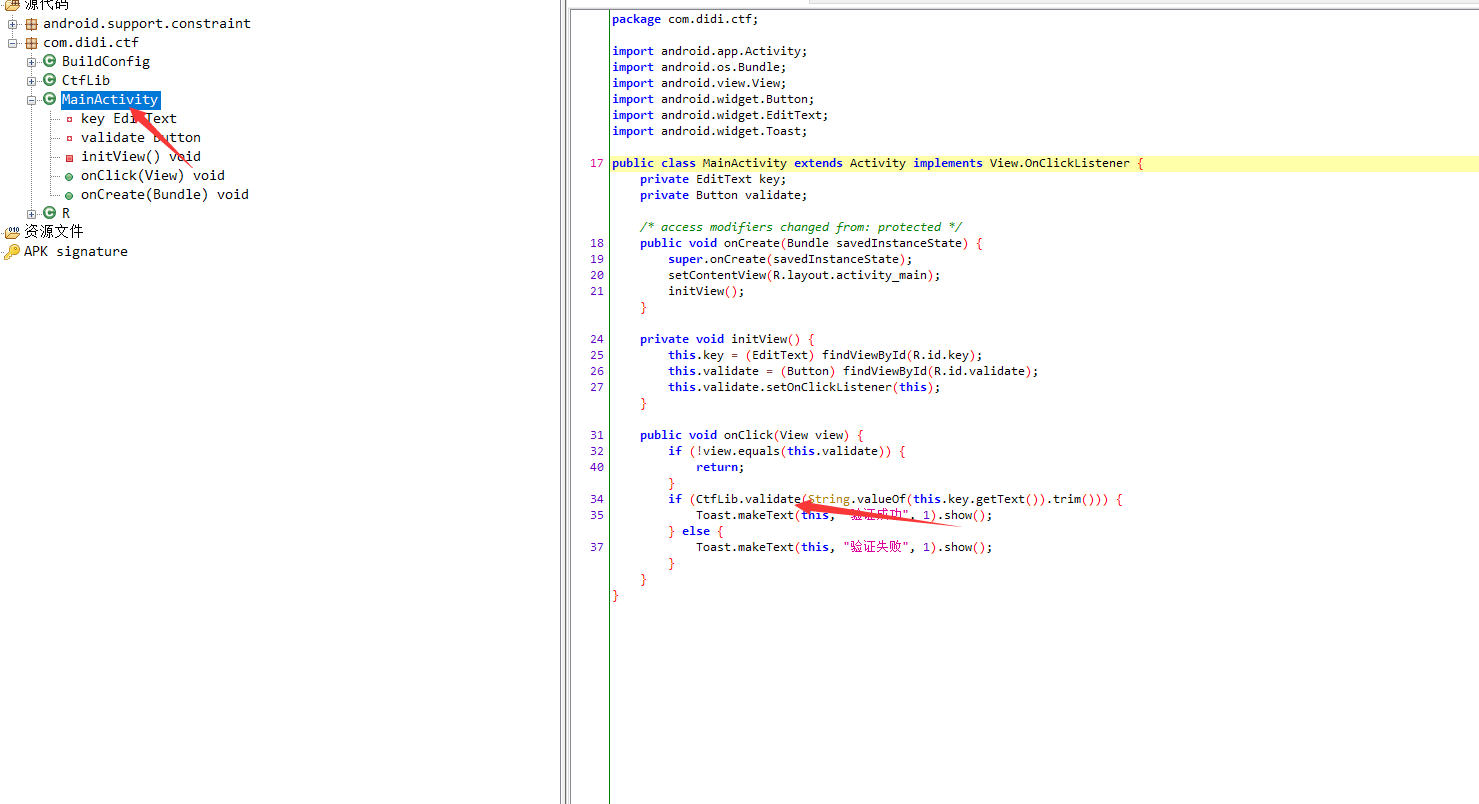 源代码
android.support.constraint
com.didi.ctf
BuildConfig
CtfLib
MainActivity
key EditText
validate Button
initView() void
onClick(View) void
onCreate(Bundle) void
R
资源文件
APK signature
package com.didi.ctf;
import android.app.Activity;
import android.os.Bundle;
import android.view.View;
import android.widget.Button;
import android.widget.EditText;
import android.widget.Toast;
17 public class MainActivity extends Activity implements View.OnClickListener {
private EditText key;
private Button validate;
/* access modifiers changed from: protected */
18 public void onCreate(Bundle savedInstanceState) {
19 super.onCreate(savedInstanceState);
20 setContentView(R.layout.activity_main);
21 initView();
}
24 private void initView() {
25 this.key = (EditText) findViewById(R.id.key);
26 this.validate = (Button) findViewById(R.id.validate);
27 this.validate.setOnClickListener(this);
}
31 public void onClick(View view) {
32 if (!view.equals(this.validate)) {
40 return;
}
34 if (CtfLib.validate(String.valueOf(this.key.getText()).trim())) {
35 Toast.makeText(this, "验证成功", 1).show();
} else {
37 Toast.makeText(this, "验证失败", 1).show();
}
}
}